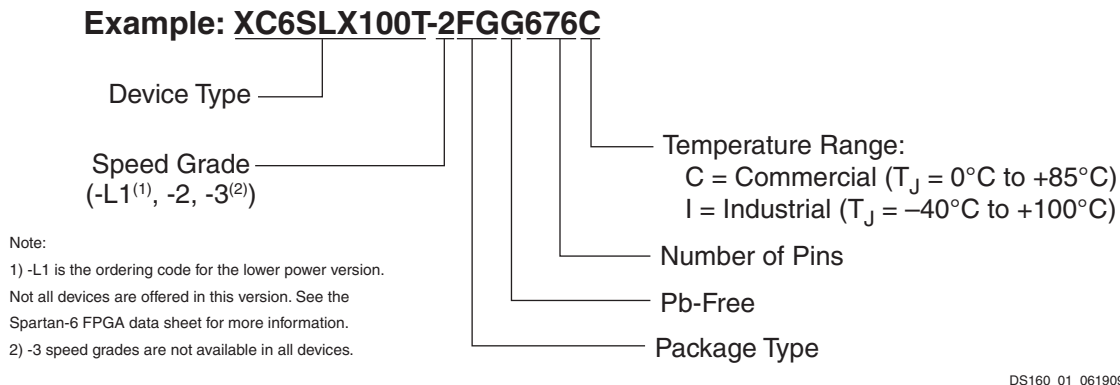 Example: XC6SLX100T-2FGG676C
Device Type
Speed Grade
(-L1(1), -2, -3(2))
Temperature Range:
C = Commercial (TJ = 0°C to +85°C)
I = Industrial (TJ = –40°C to +100°C)
Number of Pins
Pb-Free
Package Type
Note:
1) -L1 is the ordering code for the lower power version.
Not all devices are offered in this version. See the
Spartan-6 FPGA data sheet for more information.
2) -3 speed grades are not available in all devices.
DS160_01_061909